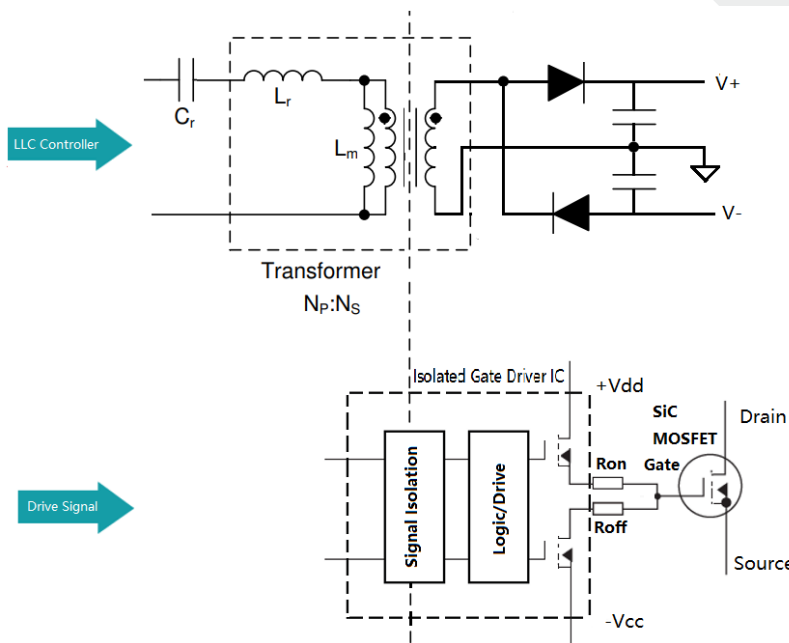 V+
Cr
Lr
LLC Controller
Lm
V-
Transformer
NP:NS
Isolated Gate Driver IC
+Vdd
SiC
MOSFET
Gate
Drain
Signal Isolation
Logic/Drive
Ron
Roff
Drive Signal
Source
-Vcc